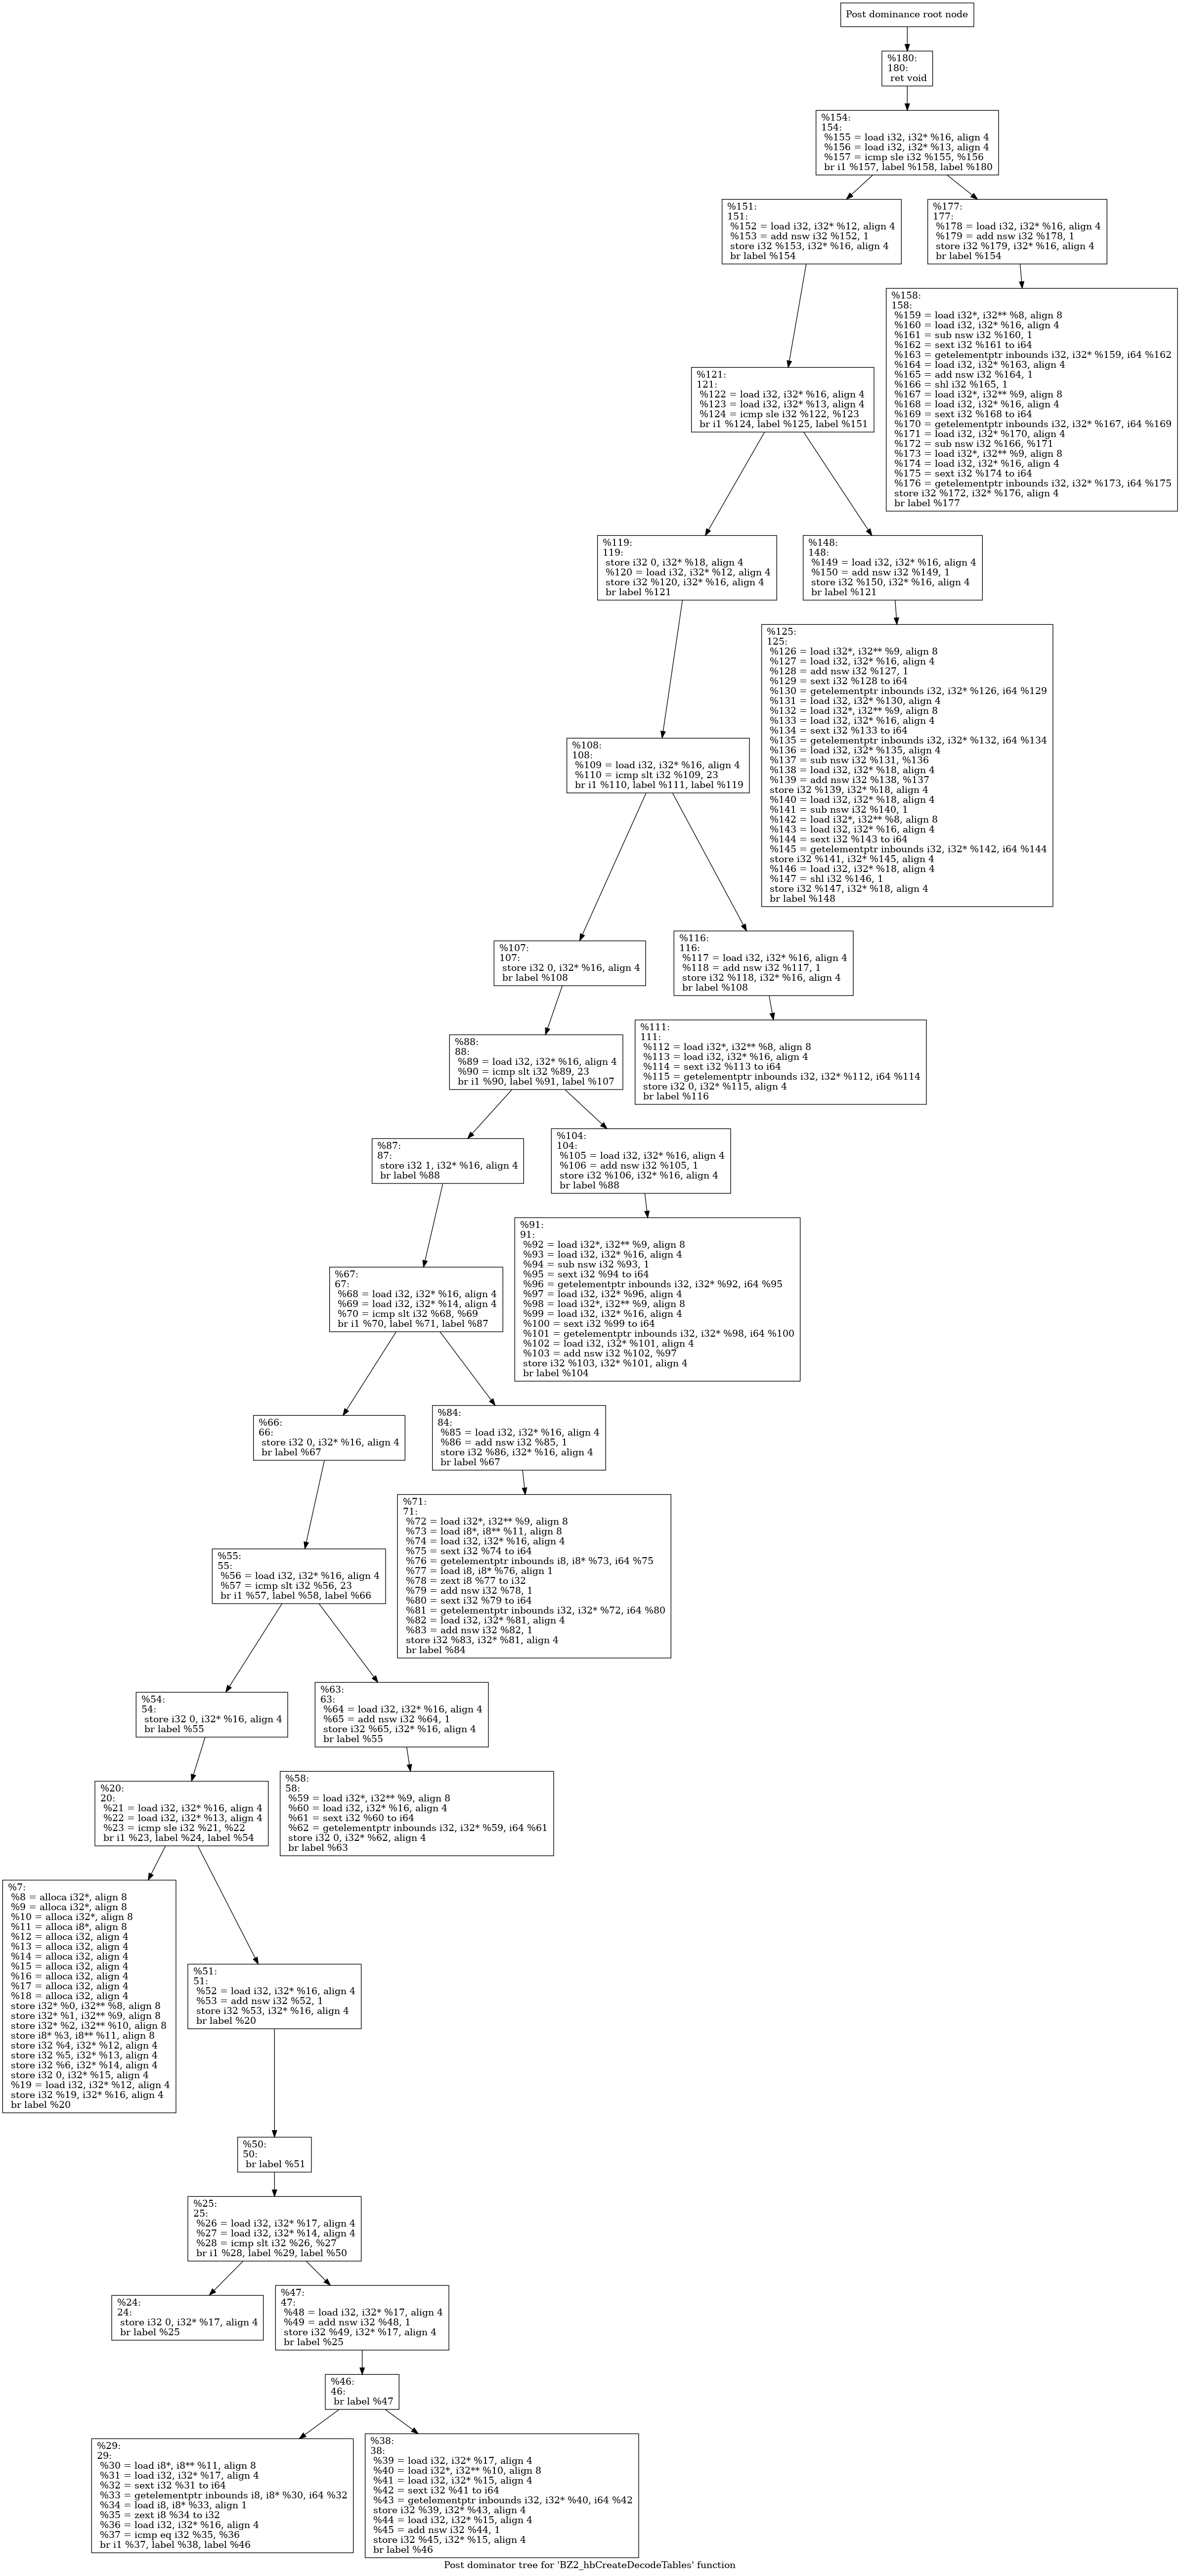 Post dominance root node
%180:
180:
ret void
%154:
154:
%155 = load i32, i32* %16, align 4
%156 = load i32, i32* %13, align 4
%157 = icmp sle i32 %155, %156
br i1 %157, label %158, label %180
%151:
151:
%152 = load i32, i32* %12, align 4
%153 = add nsw i32 %152, 1
store i32 %153, i32* %16, align 4
br label %154
%177:
177:
%178 = load i32, i32* %16, align 4
%179 = add nsw i32 %178, 1
store i32 %179, i32* %16, align 4
br label %154
%158:
158:
%159 = load i32*, i32** %8, align 8
%160 = load i32, i32* %16, align 4
%161 = sub nsw i32 %160, 1
%162 = sext i32 %161 to i64
%163 = getelementptr inbounds i32, i32* %159, i64 %162
%164 = load i32, i32* %163, align 4
%165 = add nsw i32 %164, 1
%166 = shl i32 %165, 1
%167 = load i32*, i32** %9, align 8
%168 = load i32, i32* %16, align 4
%169 = sext i32 %168 to i64
%170 = getelementptr inbounds i32, i32* %167, i64 %169
%171 = load i32, i32* %170, align 4
%172 = sub nsw i32 %166, %171
%173 = load i32*, i32** %9, align 8
%174 = load i32, i32* %16, align 4
%175 = sext i32 %174 to i64
%176 = getelementptr inbounds i32, i32* %173, i64 %175
store i32 %172, i32* %176, align 4
br label %177
%121:
121:
%122 = load i32, i32* %16, align 4
%123 = load i32, i32* %13, align 4
%124 = icmp sle i32 %122, %123
br i1 %124, label %125, label %151
%119:
119:
store i32 0, i32* %18, align 4
%120 = load i32, i32* %12, align 4
store i32 %120, i32* %16, align 4
br label %121
%148:
148:
%149 = load i32, i32* %16, align 4
%150 = add nsw i32 %149, 1
store i32 %150, i32* %16, align 4
br label %121
%125:
125:
%126 = load i32*, i32** %9, align 8
%127 = load i32, i32* %16, align 4
%128 = add nsw i32 %127, 1
%129 = sext i32 %128 to i64
%130 = getelementptr inbounds i32, i32* %126, i64 %129
%131 = load i32, i32* %130, align 4
%132 = load i32*, i32** %9, align 8
%133 = load i32, i32* %16, align 4
%134 = sext i32 %133 to i64
%135 = getelementptr inbounds i32, i32* %132, i64 %134
%136 = load i32, i32* %135, align 4
%137 = sub nsw i32 %131, %136
%138 = load i32, i32* %18, align 4
%139 = add nsw i32 %138, %137
store i32 %139, i32* %18, align 4
%140 = load i32, i32* %18, align 4
%141 = sub nsw i32 %140, 1
%142 = load i32*, i32** %8, align 8
%143 = load i32, i32* %16, align 4
%144 = sext i32 %143 to i64
%145 = getelementptr inbounds i32, i32* %142, i64 %144
store i32 %141, i32* %145, align 4
%146 = load i32, i32* %18, align 4
%147 = shl i32 %146, 1
store i32 %147, i32* %18, align 4
br label %148
%108:
108:
%109 = load i32, i32* %16, align 4
%110 = icmp slt i32 %109, 23
br i1 %110, label %111, label %119
%107:
107:
store i32 0, i32* %16, align 4
br label %108
%116:
116:
%117 = load i32, i32* %16, align 4
%118 = add nsw i32 %117, 1
store i32 %118, i32* %16, align 4
br label %108
%111:
111:
%112 = load i32*, i32** %8, align 8
%113 = load i32, i32* %16, align 4
%114 = sext i32 %113 to i64
%115 = getelementptr inbounds i32, i32* %112, i64 %114
store i32 0, i32* %115, align 4
br label %116
%88:
88:
%89 = load i32, i32* %16, align 4
%90 = icmp slt i32 %89, 23
br i1 %90, label %91, label %107
%87:
87:
store i32 1, i32* %16, align 4
br label %88
%104:
104:
%105 = load i32, i32* %16, align 4
%106 = add nsw i32 %105, 1
store i32 %106, i32* %16, align 4
br label %88
%91:
91:
%92 = load i32*, i32** %9, align 8
%93 = load i32, i32* %16, align 4
%94 = sub nsw i32 %93, 1
%95 = sext i32 %94 to i64
%96 = getelementptr inbounds i32, i32* %92, i64 %95
%97 = load i32, i32* %96, align 4
%98 = load i32*, i32** %9, align 8
%99 = load i32, i32* %16, align 4
%100 = sext i32 %99 to i64
%101 = getelementptr inbounds i32, i32* %98, i64 %100
%102 = load i32, i32* %101, align 4
%103 = add nsw i32 %102, %97
store i32 %103, i32* %101, align 4
br label %104
%67:
67:
%68 = load i32, i32* %16, align 4
%69 = load i32, i32* %14, align 4
%70 = icmp slt i32 %68, %69
br i1 %70, label %71, label %87
%66:
66:
store i32 0, i32* %16, align 4
br label %67
%84:
84:
%85 = load i32, i32* %16, align 4
%86 = add nsw i32 %85, 1
store i32 %86, i32* %16, align 4
br label %67
%71:
71:
%72 = load i32*, i32** %9, align 8
%73 = load i8*, i8** %11, align 8
%74 = load i32, i32* %16, align 4
%75 = sext i32 %74 to i64
%76 = getelementptr inbounds i8, i8* %73, i64 %75
%77 = load i8, i8* %76, align 1
%78 = zext i8 %77 to i32
%79 = add nsw i32 %78, 1
%80 = sext i32 %79 to i64
%81 = getelementptr inbounds i32, i32* %72, i64 %80
%82 = load i32, i32* %81, align 4
%83 = add nsw i32 %82, 1
store i32 %83, i32* %81, align 4
br label %84
%55:
55:
%56 = load i32, i32* %16, align 4
%57 = icmp slt i32 %56, 23
br i1 %57, label %58, label %66
%54:
54:
store i32 0, i32* %16, align 4
br label %55
%63:
63:
%64 = load i32, i32* %16, align 4
%65 = add nsw i32 %64, 1
store i32 %65, i32* %16, align 4
br label %55
%58:
58:
%59 = load i32*, i32** %9, align 8
%60 = load i32, i32* %16, align 4
%61 = sext i32 %60 to i64
%62 = getelementptr inbounds i32, i32* %59, i64 %61
store i32 0, i32* %62, align 4
br label %63
%20:
20:
%21 = load i32, i32* %16, align 4
%22 = load i32, i32* %13, align 4
%23 = icmp sle i32 %21, %22
br i1 %23, label %24, label %54
%7:
%8 = alloca i32*, align 8
%9 = alloca i32*, align 8
%10 = alloca i32*, align 8
%11 = alloca i8*, align 8
%12 = alloca i32, align 4
%13 = alloca i32, align 4
%14 = alloca i32, align 4
%15 = alloca i32, align 4
%16 = alloca i32, align 4
%17 = alloca i32, align 4
%18 = alloca i32, align 4
store i32* %0, i32** %8, align 8
store i32* %1, i32** %9, align 8
store i32* %2, i32** %10, align 8
store i8* %3, i8** %11, align 8
store i32 %4, i32* %12, align 4
store i32 %5, i32* %13, align 4
store i32 %6, i32* %14, align 4
store i32 0, i32* %15, align 4
%19 = load i32, i32* %12, align 4
store i32 %19, i32* %16, align 4
br label %20
%51:
51:
%52 = load i32, i32* %16, align 4
%53 = add nsw i32 %52, 1
store i32 %53, i32* %16, align 4
br label %20
%50:
50:
br label %51
%25:
25:
%26 = load i32, i32* %17, align 4
%27 = load i32, i32* %14, align 4
%28 = icmp slt i32 %26, %27
br i1 %28, label %29, label %50
%24:
24:
store i32 0, i32* %17, align 4
br label %25
%47:
47:
%48 = load i32, i32* %17, align 4
%49 = add nsw i32 %48, 1
store i32 %49, i32* %17, align 4
br label %25
%46:
46:
br label %47
%29:
29:
%30 = load i8*, i8** %11, align 8
%31 = load i32, i32* %17, align 4
%32 = sext i32 %31 to i64
%33 = getelementptr inbounds i8, i8* %30, i64 %32
%34 = load i8, i8* %33, align 1
%35 = zext i8 %34 to i32
%36 = load i32, i32* %16, align 4
%37 = icmp eq i32 %35, %36
br i1 %37, label %38, label %46
%38:
38:
%39 = load i32, i32* %17, align 4
%40 = load i32*, i32** %10, align 8
%41 = load i32, i32* %15, align 4
%42 = sext i32 %41 to i64
%43 = getelementptr inbounds i32, i32* %40, i64 %42
store i32 %39, i32* %43, align 4
%44 = load i32, i32* %15, align 4
%45 = add nsw i32 %44, 1
store i32 %45, i32* %15, align 4
br label %46
Post dominator tree for 'BZ2_hbCreateDecodeTables' function